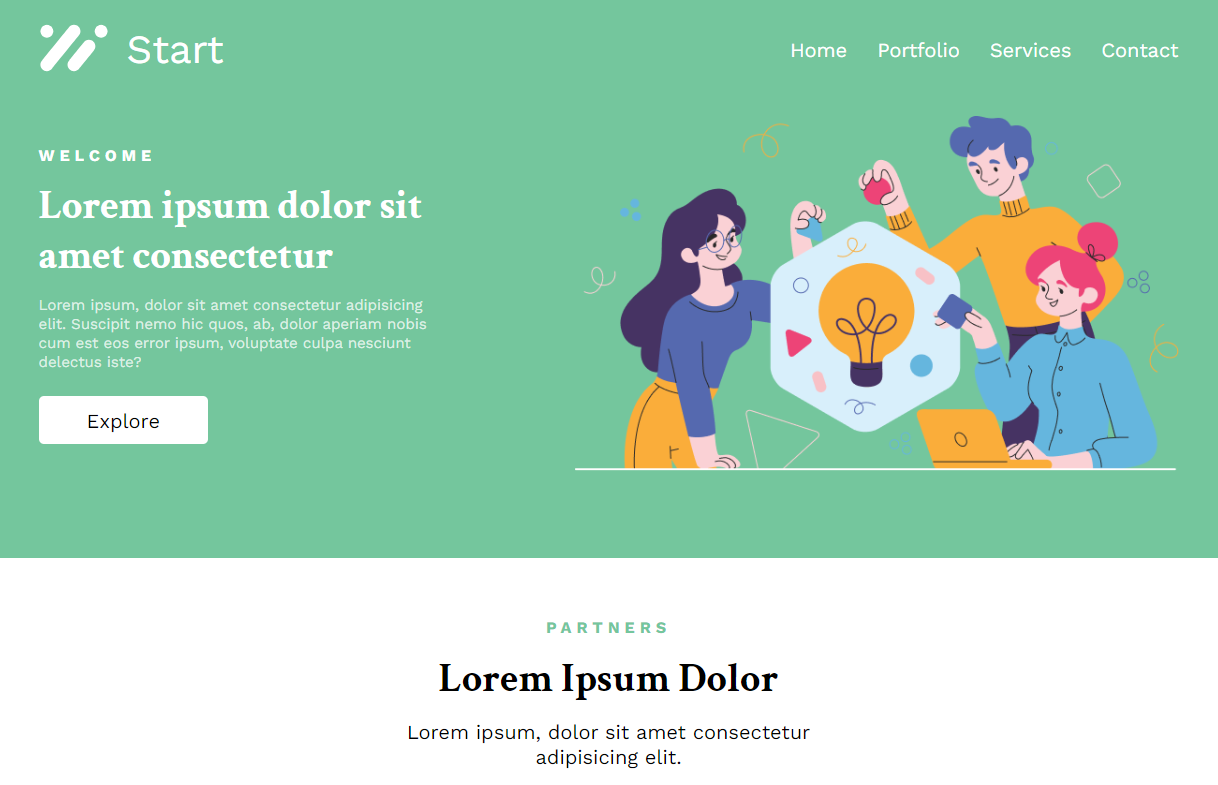 Start
Home Portfolio Services Contact
WELCOME
Lorem ipsum dolor sit
amet consectetur
Lorem ipsum, dolor sit amet consectetur adipisicing
elit. Suscipit nemo hic quos, ab, dolor aperiam nobis
cum est eos error ipsum, voluptate culpa nesciunt
delectus iste?
Explore
PARTNERS
Lorem Ipsum Dolor
Lorem ipsum, dolor sit amet consectetur
adipisicing elit.